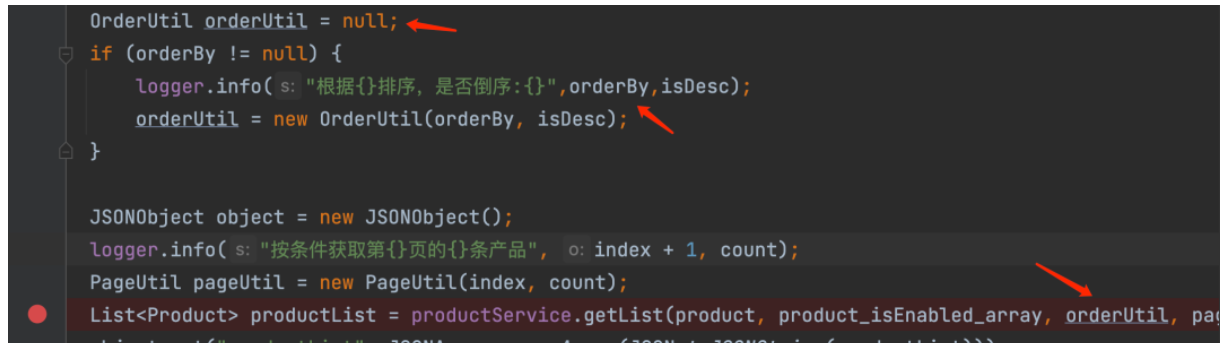 OrderUtil orderUtil = null;
if (orderBy != null) {
logger.info( s: "根据{}排序，是否倒序:{}",orderBy,isDesc);
orderUtil = new OrderUtil(orderBy, isDesc);
}
JSONObject object = new JSONObject();
logger.info( s: "按条件获取第{}页的{}条产品", o: index + 1, count);
PageUtil pageUtil = new PageUtil(index, count);
List<Product> productList = productService.getList(product, product_isEnabled_array, orderUtil, pag